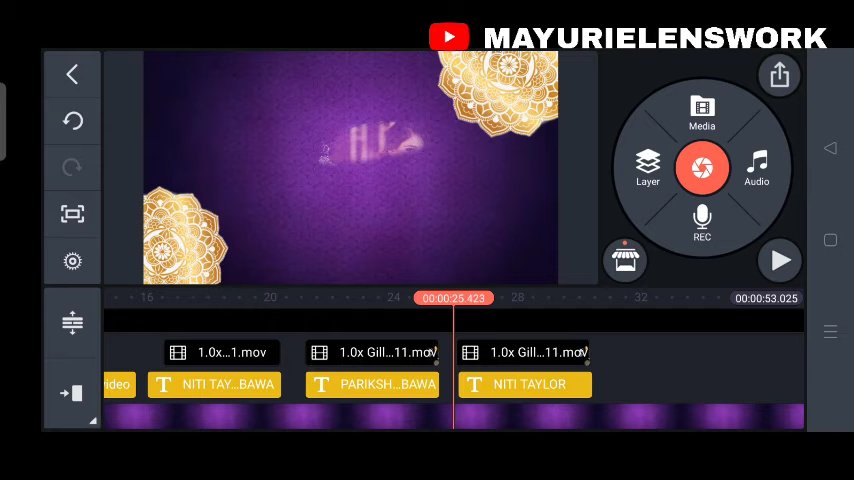 MAYURIELENSWORK
Media
Layer
Audio
REC
16
20
24
00:00:25.423
28
32
00:00:53.025
1.0x...1.mov
1.0x Gill...11.mov
1.0x Gill...11.mov
ideo
NITI TAY...BAWA
PARIKSH...BAWA
NITI TAYLOR